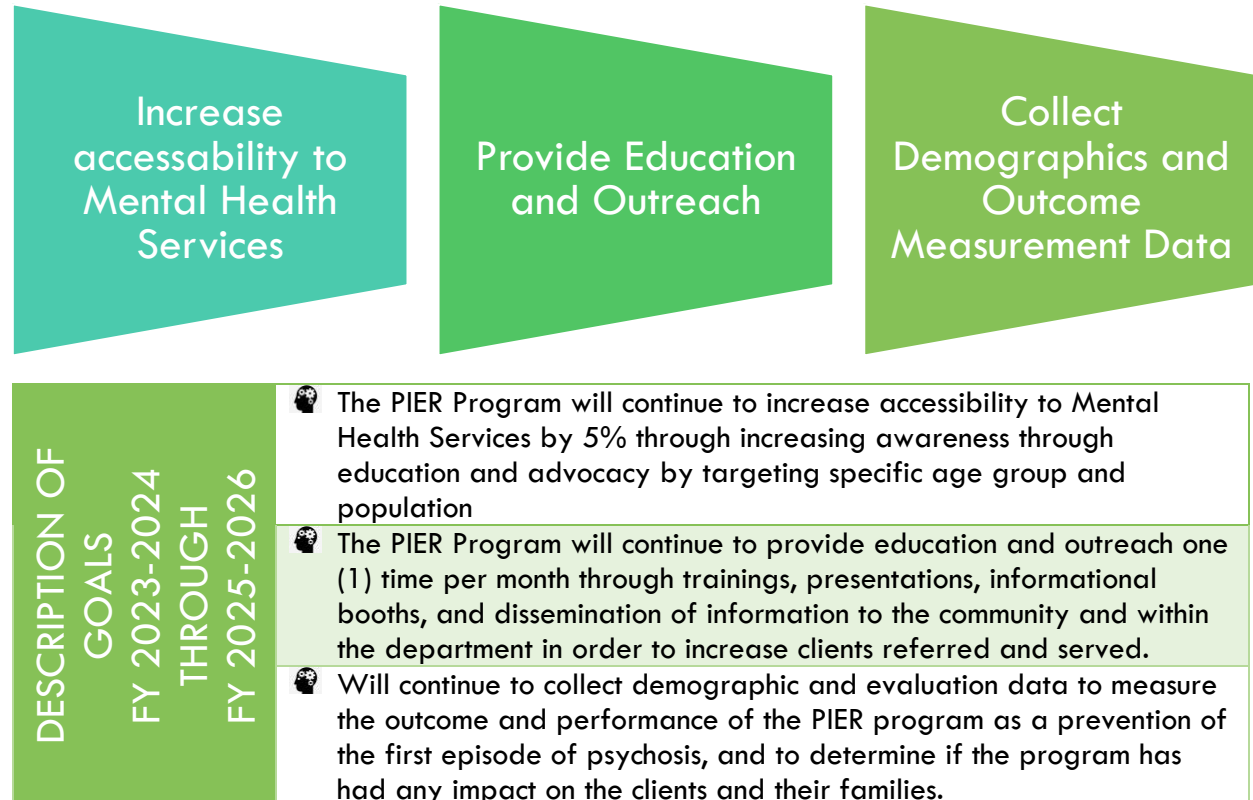 Increase
accessability to
Mental Health
Services
Provide Education
and Outreach
Collect
Demographics and
Outcome
Measurement Data
DESCRIPTION OF
GOALS
FY 2023-2024
THROUGH
FY 2025-2026
The PIER Program will continue to increase accessibility to Mental
Health Services by 5% through increasing awareness through
education and advocacy by targeting specific age group and
population
The PIER Program will continue to provide education and outreach one
(1) time per month through trainings, presentations, informational
booths, and dissemination of information to the community and within
the department in order to increase clients referred and served.
Will continue to collect demographic and evaluation data to measure
the outcome and performance of the PIER program as a prevention of
the first episode of psychosis, and to determine if the program has
had any impact on the clients and their families.